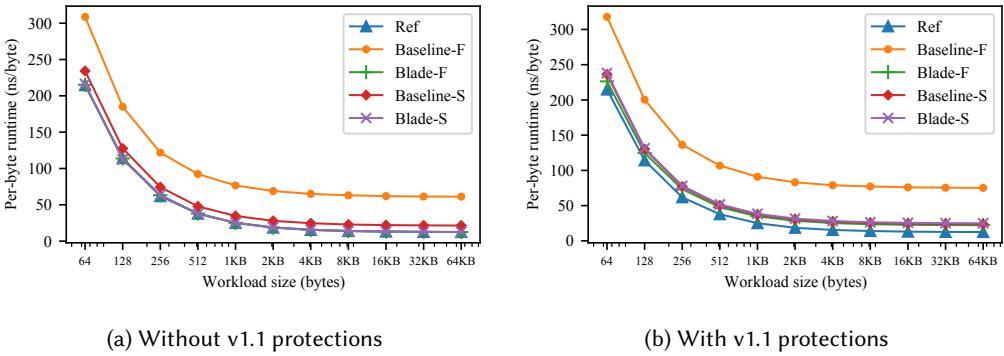 Per-byte runtime (ns/byte)
300
250
200
150
100
50
0
Ref
Baseline-F
Blade-F
Baseline-S
Blade-S
64 128 256 512 1KB 2KB 4KB 8KB 16KB 32KB 64KB
Workload size (bytes)
(a) Without v1.1 protections
Per-byte runtime (ns/byte)
300
250
200
150
100
50
0
Ref
Baseline-F
Blade-F
Baseline-S
Blade-S
64 128 256 512 1KB 2KB 4KB 8KB 16KB 32KB 64KB
Workload size (bytes)
(b) With v1.1 protections